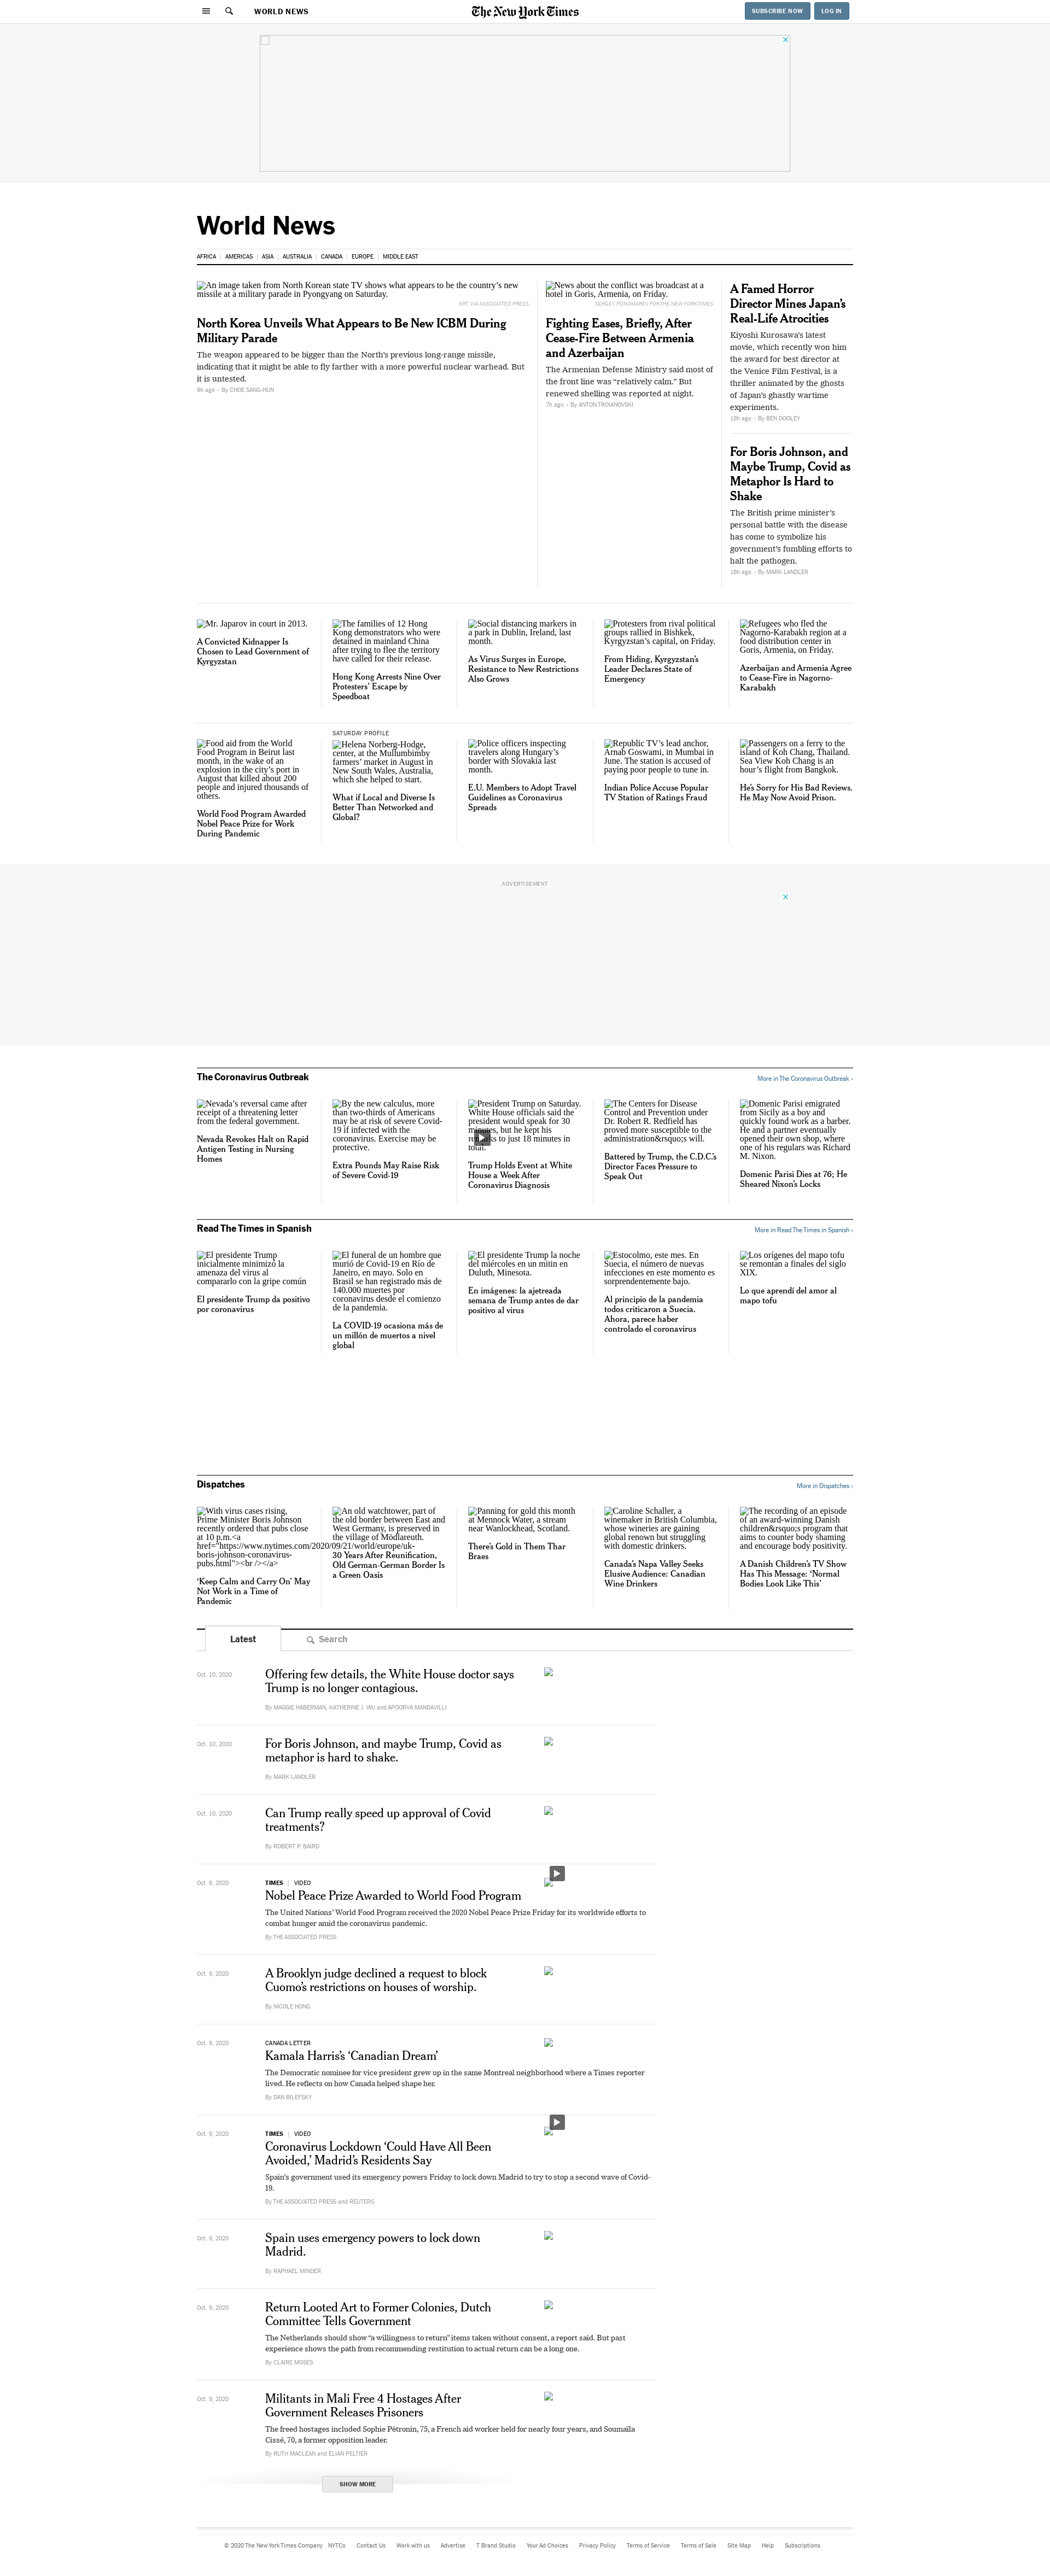 WORLD NEWS
The New York Times
SUBSCRIBE NOW
LOG IN
World News
AFRICA
AMERICAS
ASIA
AUSTRALIA
CANADA
EUROPE
MIDDLE EAST
An image taken from North Korean state TV shows what appears to be the country’s new
missile at a military parade in Pyongyang on Saturday.
KRT, VIA ASSOCIATED PRESS
North Korea Unveils What Appears to Be New ICBM During
Military Parade
The weapon appeared to be bigger than the North’s previous long-range missile,
indicating that it might be able to fly farther with a more powerful nuclear warhead. But
it is untested.
8h ago • By CHOE SANG-HUN
News about the conflict was broadcast at a
hotel in Goris, Armenia, on Friday.
SERGEY PONOMAREV FOR THE NEW YORK TIMES
Fighting Eases, Briefly, After
Cease-Fire Between Armenia
and Azerbaijan
The Armenian Defense Ministry said most of
the front line was “relatively calm.” But
renewed shelling was reported at night.
7h ago • By ANTON TROIANOVSKI
A Famed Horror
Director Mines Japan’s
Real-Life Atrocities
Kiyoshi Kurosawa’s latest
movie, which recently won him
the award for best director at
the Venice Film Festival, is a
thriller animated by the ghosts
of Japan’s ghastly wartime
experiments.
18h ago • By BEN DOOLEY
For Boris Johnson, and
Maybe Trump, Covid as
Metaphor Is Hard to
Shake
The British prime minister’s
personal battle with the disease
has come to symbolize his
government’s fumbling efforts to
halt the pathogen.
18h ago • By MARK LANDLER
Mr. Japarov in court in 2013.
A Convicted Kidnapper Is
Chosen to Lead Government of
Kyrgyzstan
The families of 12 Hong
Kong demonstrators who were
detained in mainland China
after trying to flee the territory
have called for their release.
Hong Kong Arrests Nine Over
Protesters’ Escape by
Speedboat
Social distancing markers in
a park in Dublin, Ireland, last
month.
As Virus Surges in Europe,
Resistance to New Restrictions
Also Grows
Protesters from rival political
groups rallied in Bishkek,
Kyrgyzstan’s capital, on Friday.
From Hiding, Kyrgyzstan’s
Leader Declares State of
Emergency
Refugees who fled the
Nagorno-Karabakh region at a
food distribution center in
Goris, Armenia, on Friday.
Azerbaijan and Armenia Agree
to Cease-Fire in Nagorno-
Karabakh
Food aid from the World
Food Program in Beirut last
month, in the wake of an
explosion in the city’s port in
August that killed about 200
people and injured thousands of
others.
World Food Program Awarded
Nobel Peace Prize for Work
During Pandemic
SATURDAY PROFILE
Helena Norberg-Hodge,
center, at the Mullumbimby
farmers’ market in August in
New South Wales, Australia,
which she helped to start.
What if Local and Diverse Is
Better Than Networked and
Global?
Police officers inspecting
travelers along Hungary’s
border with Slovakia last
month.
E.U. Members to Adopt Travel
Guidelines as Coronavirus
Spreads
Republic TV’s lead anchor,
Arnab Goswami, in Mumbai in
June. The station is accused of
paying poor people to tune in.
Indian Police Accuse Popular
TV Station of Ratings Fraud
Passengers on a ferry to the
island of Koh Chang, Thailand.
Sea View Koh Chang is an
hour’s flight from Bangkok.
He’s Sorry for His Bad Reviews.
He May Now Avoid Prison.
ADVERTISEMENT
The Coronavirus Outbreak
More in The Coronavirus Outbreak ›
Nevada’s reversal came after
receipt of a threatening letter
from the federal government.
Nevada Revokes Halt on Rapid
Antigen Testing in Nursing
Homes
By the new calculus, more
than two-thirds of Americans
may be at risk of severe Covid-
19 if infected with the
coronavirus. Exercise may be
protective.
Extra Pounds May Raise Risk
of Severe Covid-19
President Trump on Saturday.
White House officials said the
president would speak for 30
minutes, but he kept his
remarks to just 18 minutes in
total.
Trump Holds Event at White
House a Week After
Coronavirus Diagnosis
The Centers for Disease
Control and Prevention under
Dr. Robert R. Redfield has
proved more susceptible to the
administration&rsquo;s will.
Battered by Trump, the C.D.C.’s
Director Faces Pressure to
Speak Out
Domenic Parisi emigrated
from Sicily as a boy and
quickly found work as a barber.
He and a partner eventually
opened their own shop, where
one of his regulars was Richard
M. Nixon.
Domenic Parisi Dies at 76; He
Sheared Nixon’s Locks
Read The Times in Spanish
More in Read The Times in Spanish ›
El presidente Trump
inicialmente minimizó la
amenaza del virus al
compararlo con la gripe común
El presidente Trump da positivo
por coronavirus
El funeral de un hombre que
murió de Covid-19 en Río de
Janeiro, en mayo. Solo en
Brasil se han registrado más de
140.000 muertes por
coronavirus desde el comienzo
de la pandemia.
La COVID-19 ocasiona más de
un millón de muertos a nivel
global
El presidente Trump la noche
del miércoles en un mitin en
Duluth, Minesota.
En imágenes: la ajetreada
semana de Trump antes de dar
positivo al virus
Estocolmo, este mes. En
Suecia, el número de nuevas
infecciones en este momento es
sorprendentemente bajo.
Al principio de la pandemia
todos criticaron a Suecia.
Ahora, parece haber
controlado el coronavirus
Los orígenes del mapo tofu
se remontan a finales del siglo
XIX.
Lo que aprendí del amor al
mapo tofu
Dispatches
More in Dispatches ›
With virus cases rising,
Prime Minister Boris Johnson
recently ordered that pubs close
at 10 p.m.<a
href="https://www.nytimes.com/2020/09/21/world/europe/uk-
boris-johnson-coronavirus-
pubs.html"><br /></a>
‘Keep Calm and Carry On’ May
Not Work in a Time of
Pandemic
An old watchtower, part of
the old border between East and
West Germany, is preserved in
the village of Mödlareuth.
30 Years After Reunification,
Old German-German Border Is
a Green Oasis
Panning for gold this month
at Mennock Water, a stream
near Wanlockhead, Scotland.
There’s Gold in Them Thar
Braes
Caroline Schaller, a
winemaker in British Columbia,
whose wineries are gaining
global renown but struggling
with domestic drinkers.
Canada’s Napa Valley Seeks
Elusive Audience: Canadian
Wine Drinkers
The recording of an episode
of an award-winning Danish
children&rsquo;s program that
aims to counter body shaming
and encourage body positivity.
A Danish Children’s TV Show
Has This Message: ‘Normal
Bodies Look Like This’
Latest
Search
Oct. 10, 2020
Offering few details, the White House doctor says
Trump is no longer contagious.
By MAGGIE HABERMAN, KATHERINE J. WU and APOORVA MANDAVILLI
Oct. 10, 2020
For Boris Johnson, and maybe Trump, Covid as
metaphor is hard to shake.
By MARK LANDLER
Oct. 10, 2020
Can Trump really speed up approval of Covid
treatments?
By ROBERT P. BAIRD
Oct. 9, 2020
TIMES | VIDEO
Nobel Peace Prize Awarded to World Food Program
The United Nations’ World Food Program received the 2020 Nobel Peace Prize Friday for its worldwide efforts to
combat hunger amid the coronavirus pandemic.
By THE ASSOCIATED PRESS
Oct. 9, 2020
A Brooklyn judge declined a request to block
Cuomo’s restrictions on houses of worship.
By NICOLE HONG
Oct. 9, 2020
CANADA LETTER
Kamala Harris’s ‘Canadian Dream’
The Democratic nominee for vice president grew up in the same Montreal neighborhood where a Times reporter
lived. He reflects on how Canada helped shape her.
By DAN BILEFSKY
Oct. 9, 2020
TIMES | VIDEO
Coronavirus Lockdown ‘Could Have All Been
Avoided,’ Madrid’s Residents Say
Spain’s government used its emergency powers Friday to lock down Madrid to try to stop a second wave of Covid-
19.
By THE ASSOCIATED PRESS and REUTERS
Oct. 9, 2020
Spain uses emergency powers to lock down
Madrid.
By RAPHAEL MINDER
Oct. 9, 2020
Return Looted Art to Former Colonies, Dutch
Committee Tells Government
The Netherlands should show “a willingness to return” items taken without consent, a report said. But past
experience shows the path from recommending restitution to actual return can be a long one.
By CLAIRE MOSES
Oct. 9, 2020
Militants in Mali Free 4 Hostages After
Government Releases Prisoners
The freed hostages included Sophie Pétronin, 75, a French aid worker held for nearly four years, and Soumaïla
Cissé, 70, a former opposition leader.
By RUTH MACLEAN and ELIAN PELTIER
SHOW MORE
© 2020 The New York Times Company
NYTCo
Contact Us
Work with us
Advertise
T Brand Studio
Your Ad Choices
Privacy Policy
Terms of Service
Terms of Sale
Site Map
Help
Subscriptions